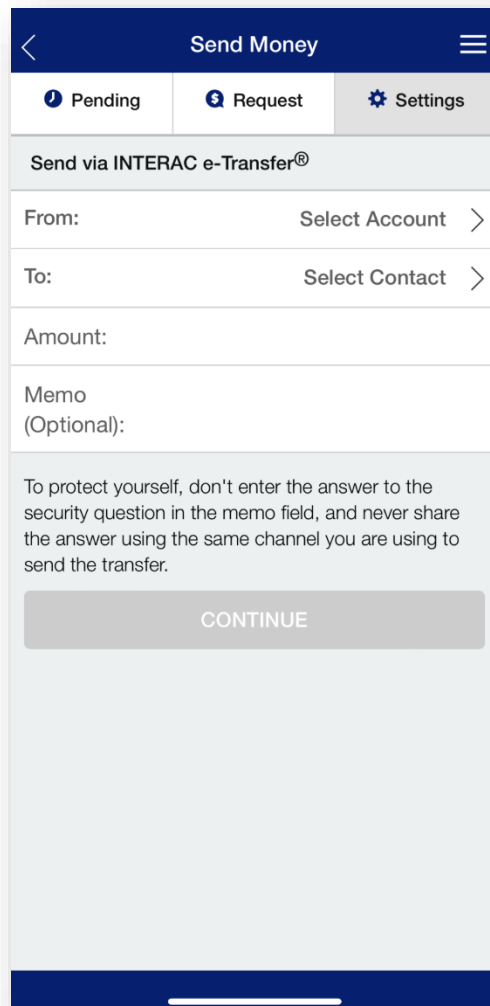 Send Money
Pending Request Settings
Send via INTERAC e-Transfer®
From: Select Account
To: Select Contact
Amount:
Memo
(Optional):
To protect yourself, don't enter the answer to the
security question in the memo field, and never share
the answer using the same channel you are using to
send the transfer.
CONTINUE